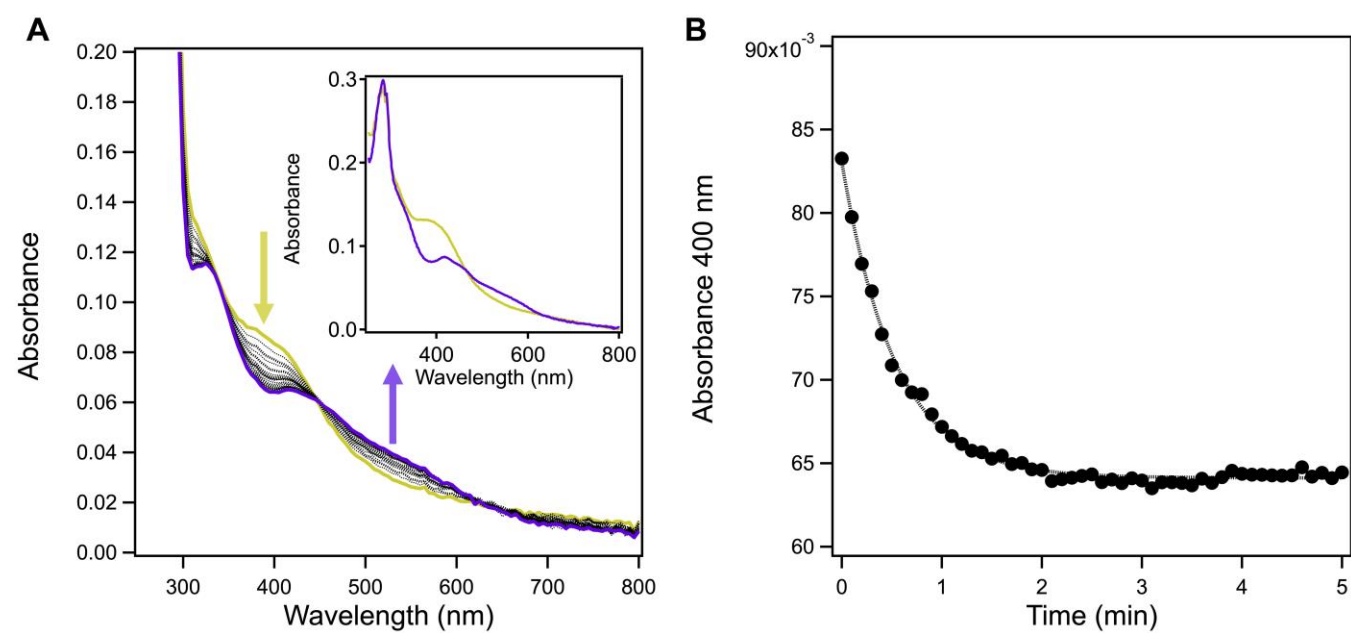 A
Absorbance
0.20
0.18
0.16
0.14
0.12
0.10
0.08
0.06
0.04
0.02
0.00
300 400 500 600 700 800
Wavelength (nm)
Absorbance
0.3
0.2
0.1
0.0
400 600 800
Wavelength (nm)
B
Absorbance 400 nm
90x10⁻³
85
80
75
70
65
60
0 1 2 3 4 5
Time (min)